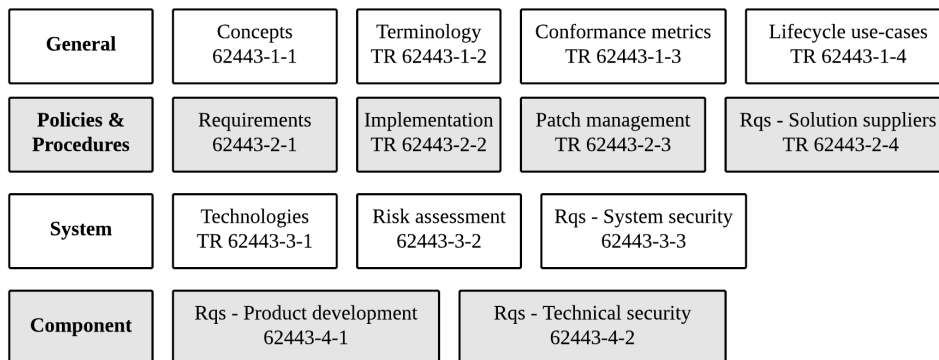 General
Concepts
62443-1-1
Terminology
TR 62443-1-2
Conformance metrics
TR 62443-1-3
Lifecycle use-cases
TR 62443-1-4
Policies &
Procedures
Requirements
62443-2-1
Implementation
TR 62443-2-2
Patch management
TR 62443-2-3
Rqs - Solution suppliers
TR 62443-2-4
System
Technologies
TR 62443-3-1
Risk assessment
62443-3-2
Rqs - System security
62443-3-3
Component
Rqs - Product development
62443-4-1
Rqs - Technical security
62443-4-2